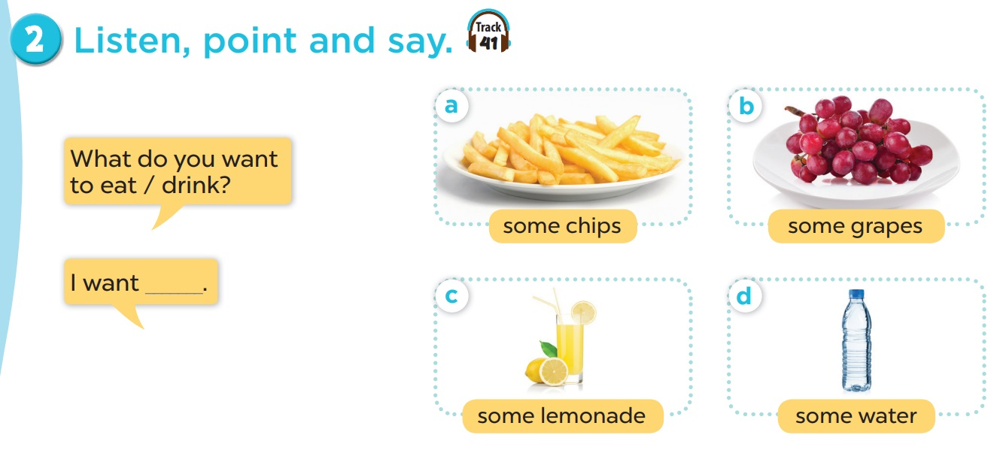 2 Listen, point and say.
Track
41
What do you want
to eat / drink?
I want ______.
a
some chips
b
some grapes
c
some lemonade
d
some water